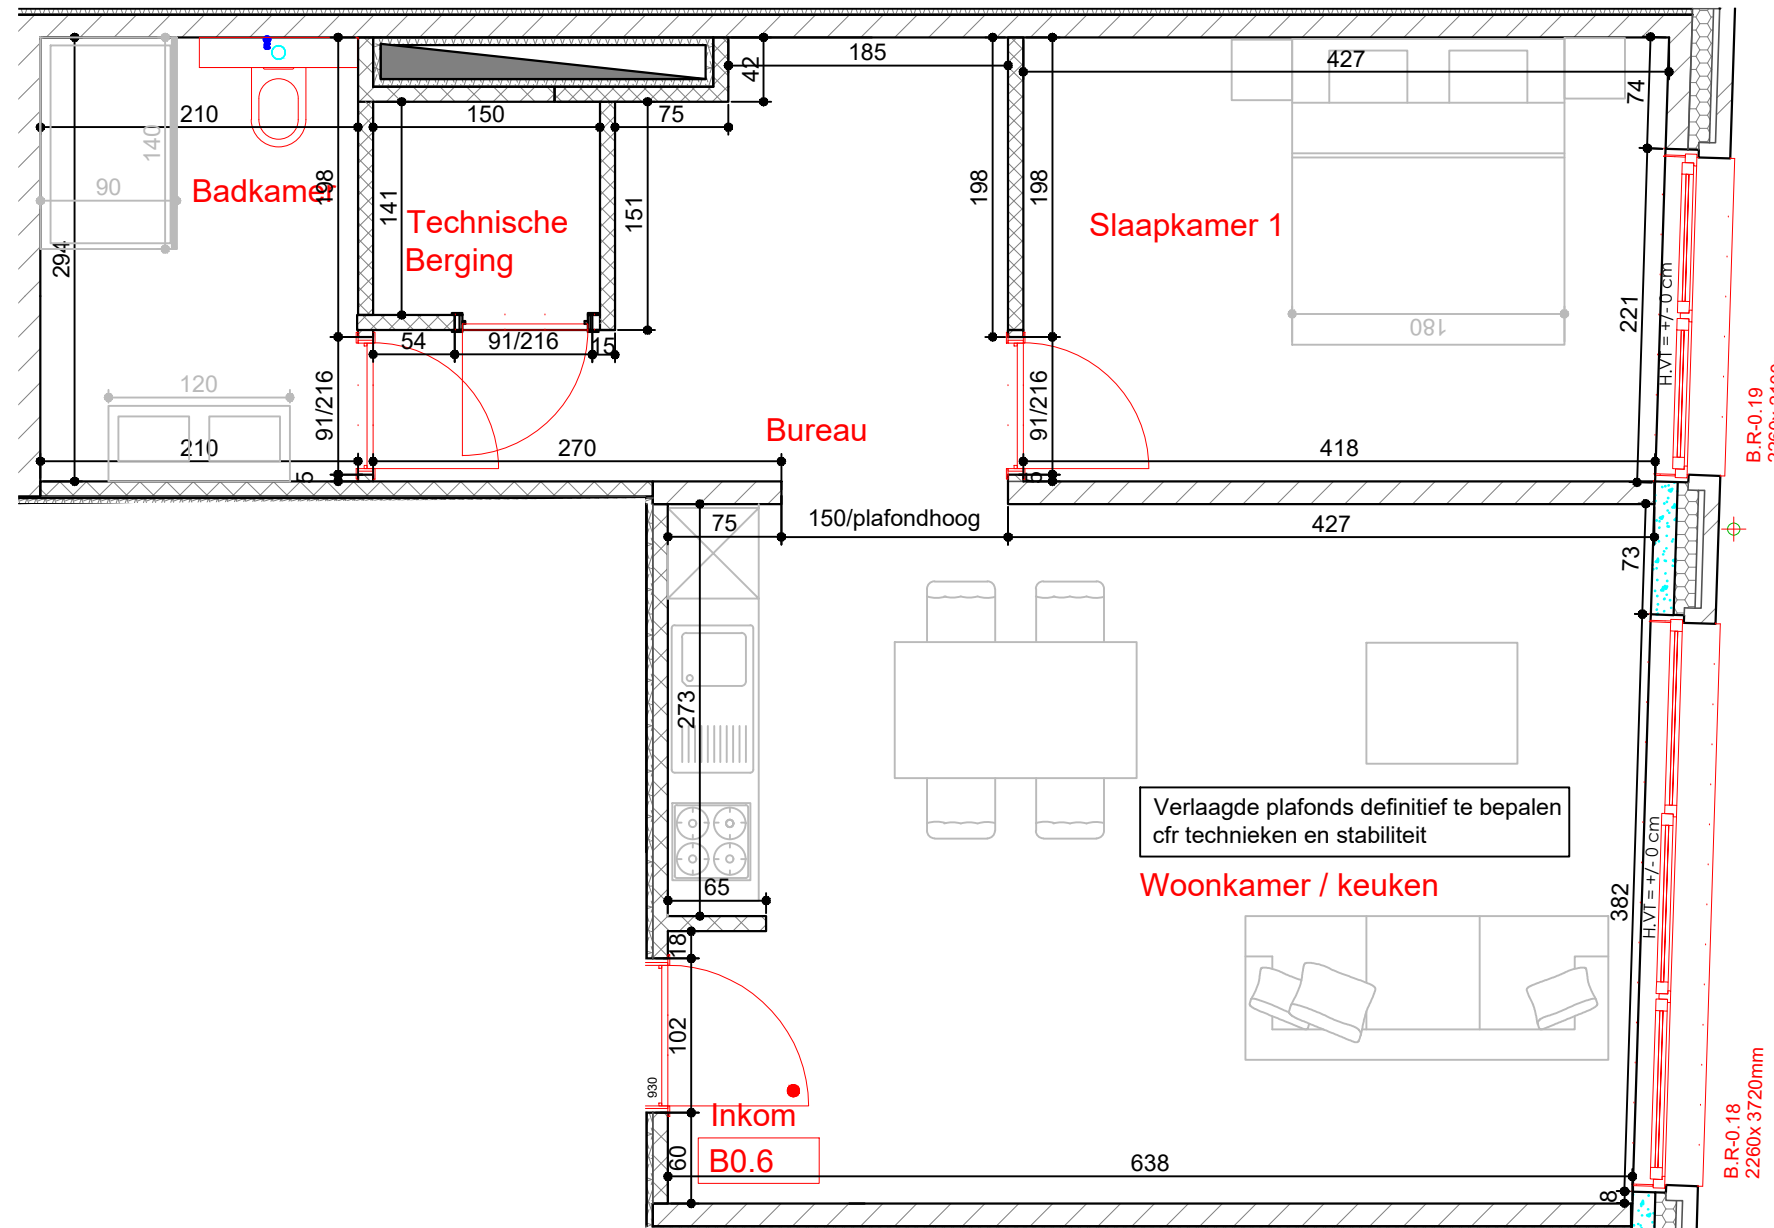 185
427
42
74
210
150
75
140
90
Badkamer
198
141
Technische
Berging
151
198
198
Slaapkamer 1
294
H.VT = +/- 0 cm
221
180
54
91/216
15
120
91/216
210
270
Bureau
91/216
418
B.R-0.19
5
75
150/plafondhoog
427
73
273
Verlaagde plafonds definitief te bepalen
cfr technieken en stabiliteit
65
Woonkamer / keuken
H.VT = +/- 0 cm
382
18
102
930
Inkom
B0.6
60
638
8
B.R-0.18
2260x 3720mm